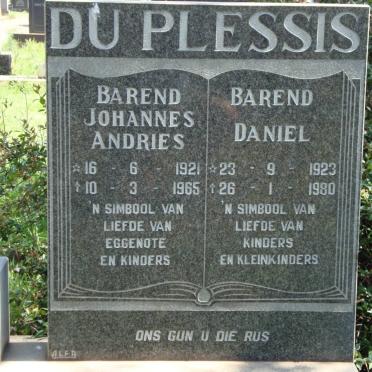 DU PLESSIS
BAREND
JOHANNES
ANDRIES
☆ 16 - 6 - 1921
† 10 - 3 - 1965
'N SIMBOOL VAN
LIEFDE VAN
EGGENOTE
EN KINDERS
BAREND
DANIEL
☆ 23 - 9 - 1923
† 26 - 1 - 1980
'N SIMBOOL VAN
LIEFDE VAN
KINDERS
EN KLEINKINDERS
ONS GUN U DIE RUS